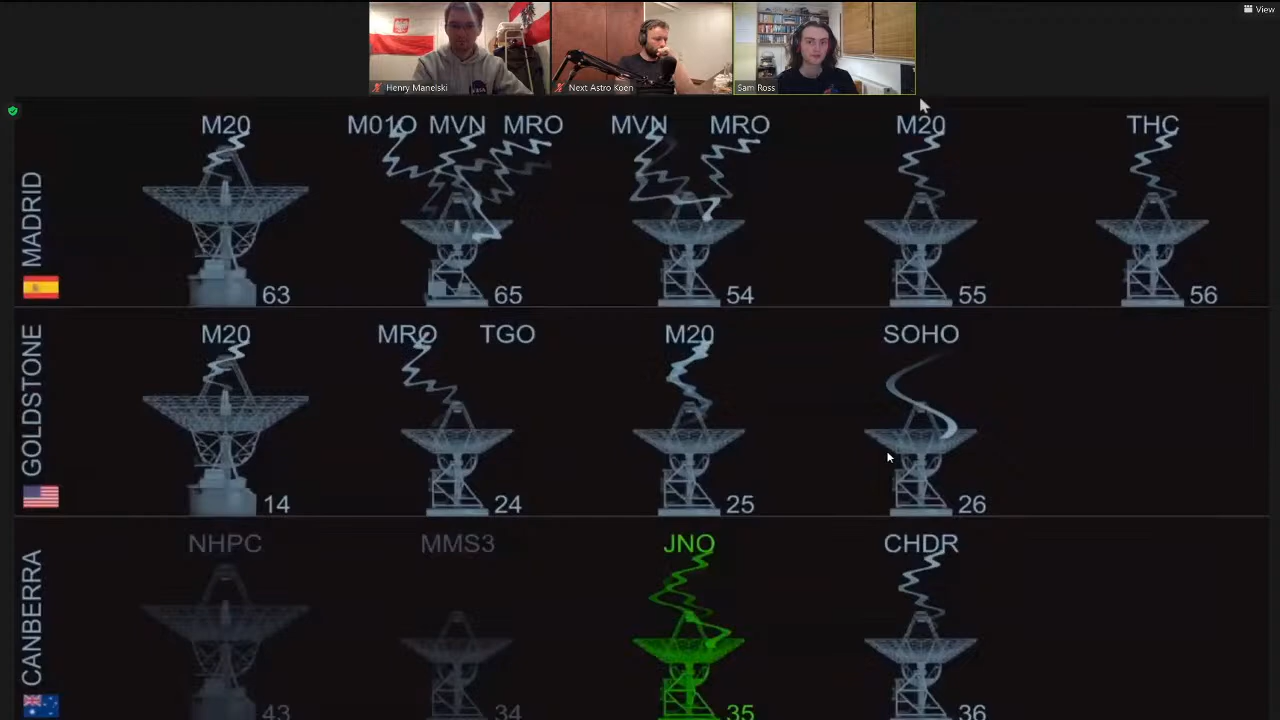 View
Henry Manelski
Next Astro Koen
Sam Ross
MADRID
M20
M01O MVN MRO
MVN MRO
M20
THC
63
65
54
55
56
GOLDSTONE
M20
MRO TGO
M20
SOHO
14
24
25
26
CANBERRA
NHPC
MMS3
JNO
CHDR
43
34
35
36